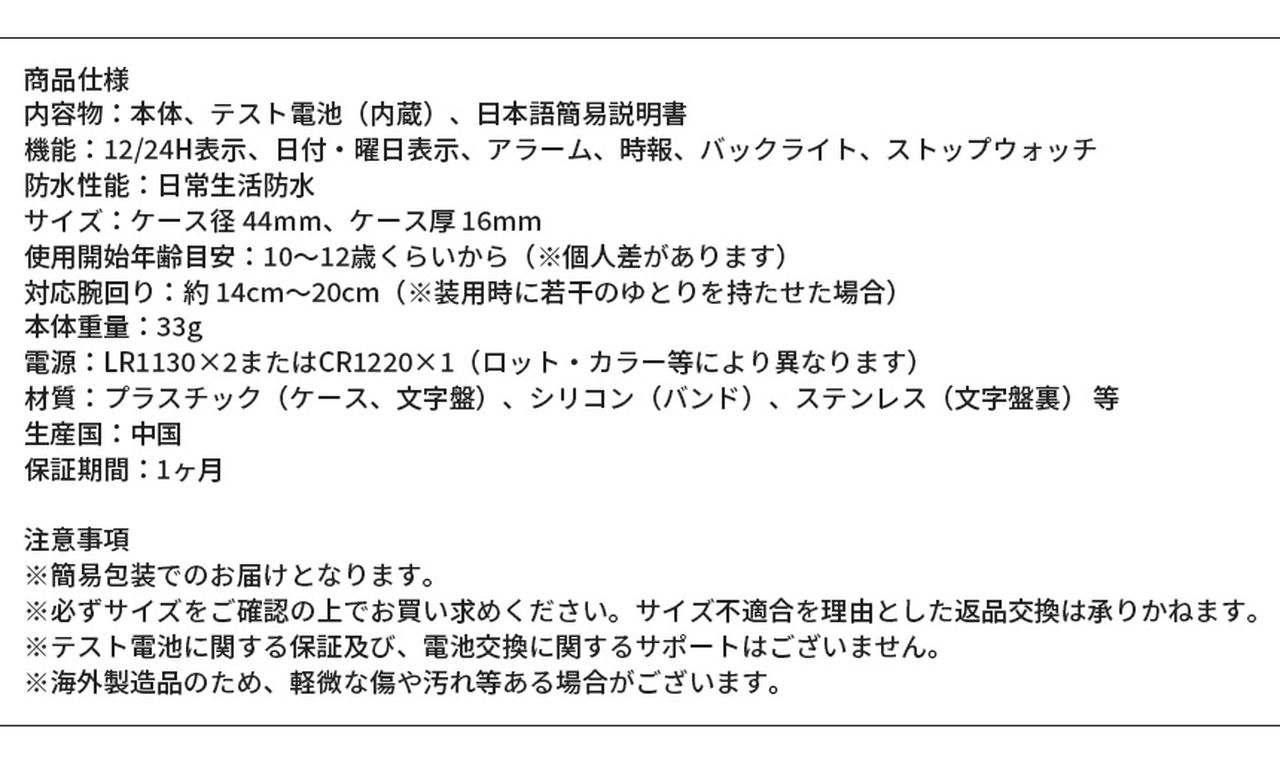 商品仕様
内容物：本体、テスト電池（内蔵）、日本語簡易説明書
機能：12/24H表示、日付・曜日表示、アラーム、時報、バックライト、ストップウォッチ
防水性能：日常生活防水
サイズ：ケース径 44mm、ケース厚 16mm
使用開始年齢目安：10〜12歳くらいから（※個人差があります）
対応腕回り：約 14cm〜20cm（※装用時に若干のゆとりを持たせた場合）
本体重量：33g
電源：LR1130×2またはCR1220×1（ロット・カラー等により異なります）
材質：プラスチック（ケース、文字盤）、シリコン（バンド）、ステンレス（文字盤裏） 等
生産国：中国
保証期間：1ヶ月
注意事項
※簡易包装でのお届けとなります。
※必ずサイズをご確認の上でお買い求めください。サイズ不適合を理由とした返品交換は承りかねます。
※テスト電池に関する保証及び、電池交換に関するサポートはございません。
※海外製造品のため、軽微な傷や汚れ等ある場合がございます。